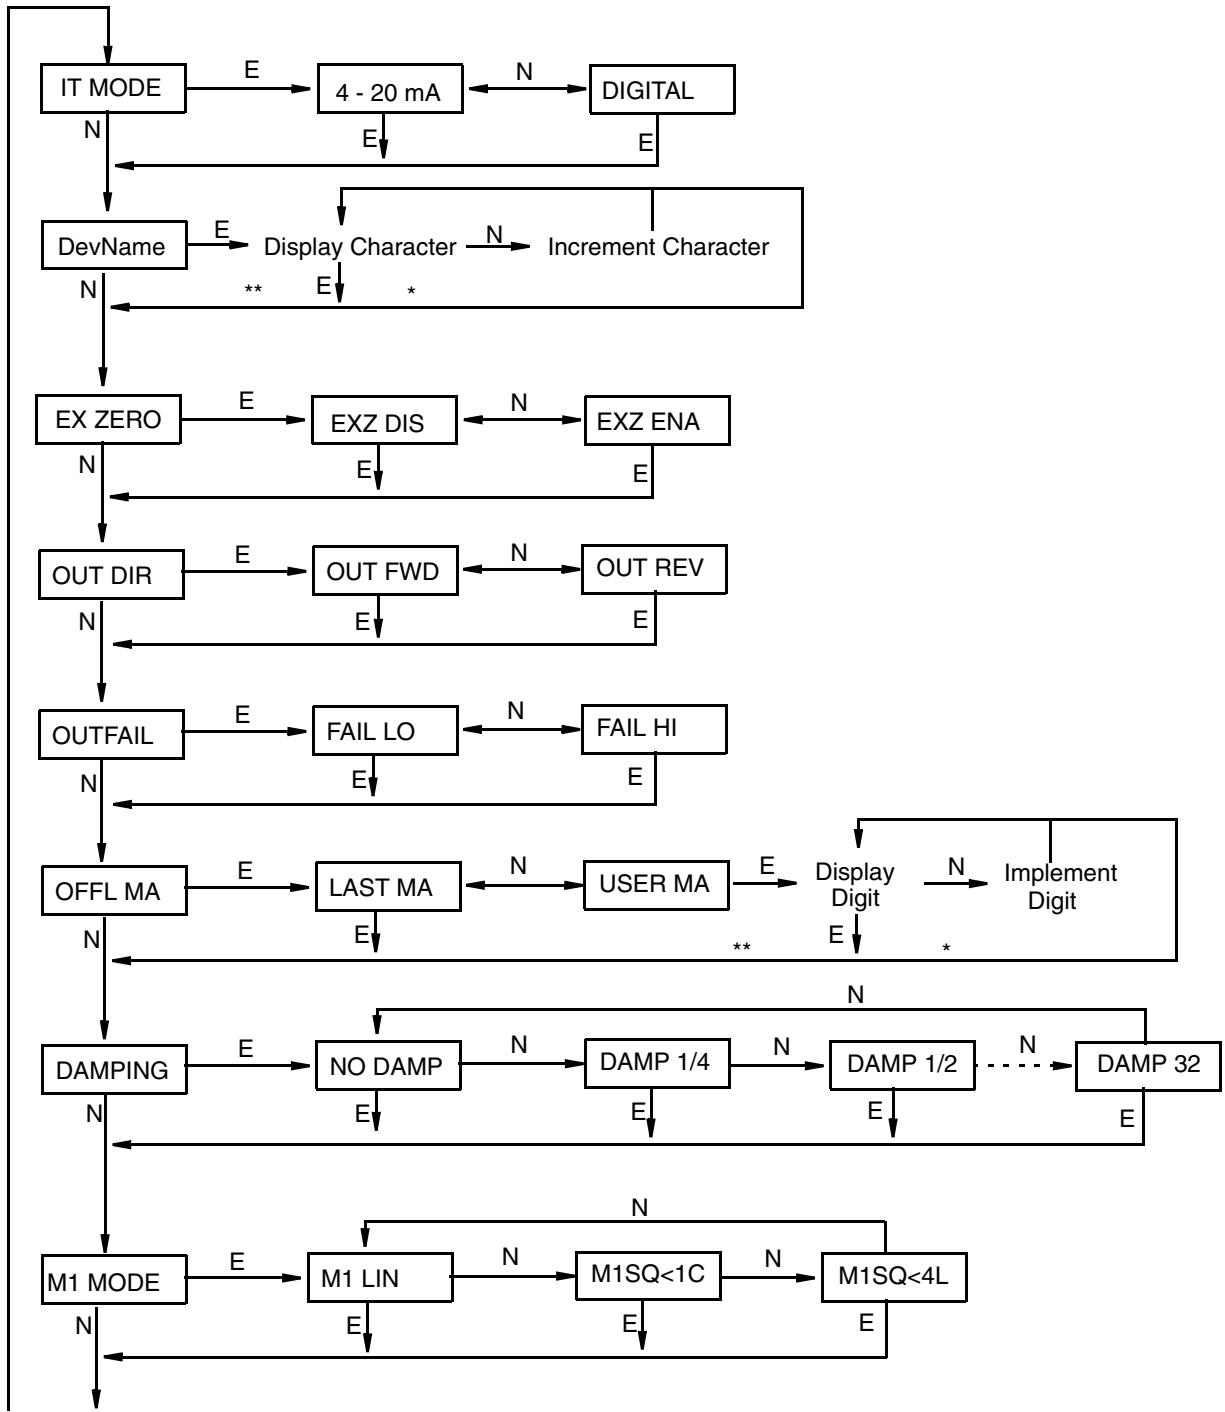 E
N
IT MODE
4 - 20 mA
DIGITAL
N
E
E
E
N
DevName
Display Character
Increment Character
N
**
E
*
E
N
EX ZERO
EXZ DIS
EXZ ENA
N
E
E
E
N
OUT DIR
OUT FWD
OUT REV
N
E
E
E
N
OUTFAIL
FAIL LO
FAIL HI
N
E
E
E
N
E
Display
Digit
N
Implement
Digit
OFFL MA
LAST MA
USER MA
N
E
E
**
*
N
E
N
N
N
DAMPING
NO DAMP
DAMP 1/4
DAMP 1/2
DAMP 32
N
E
E
E
E
N
E
N
N
M1 MODE
M1 LIN
M1SQ<1C
M1SQ<4L
N
E
E
E